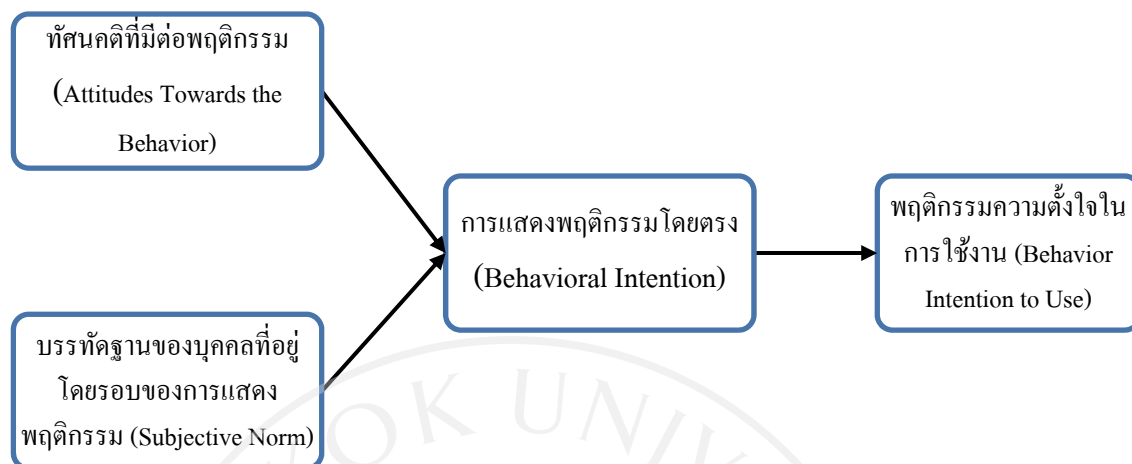 ทัศนคติที่มีต่อพฤติกรรม
(Attitudes Towards the
Behavior)
การแสดงพฤติกรรมโดยตรง
(Behavioral Intention)
พฤติกรรมความตั้งใจใน
การใช้งาน (Behavior
Intention to Use)
บรรทัดฐานของบุคคลที่อยู่
โดยรอบของการแสดง
พฤติกรรม (Subjective Norm)
OK UNIV